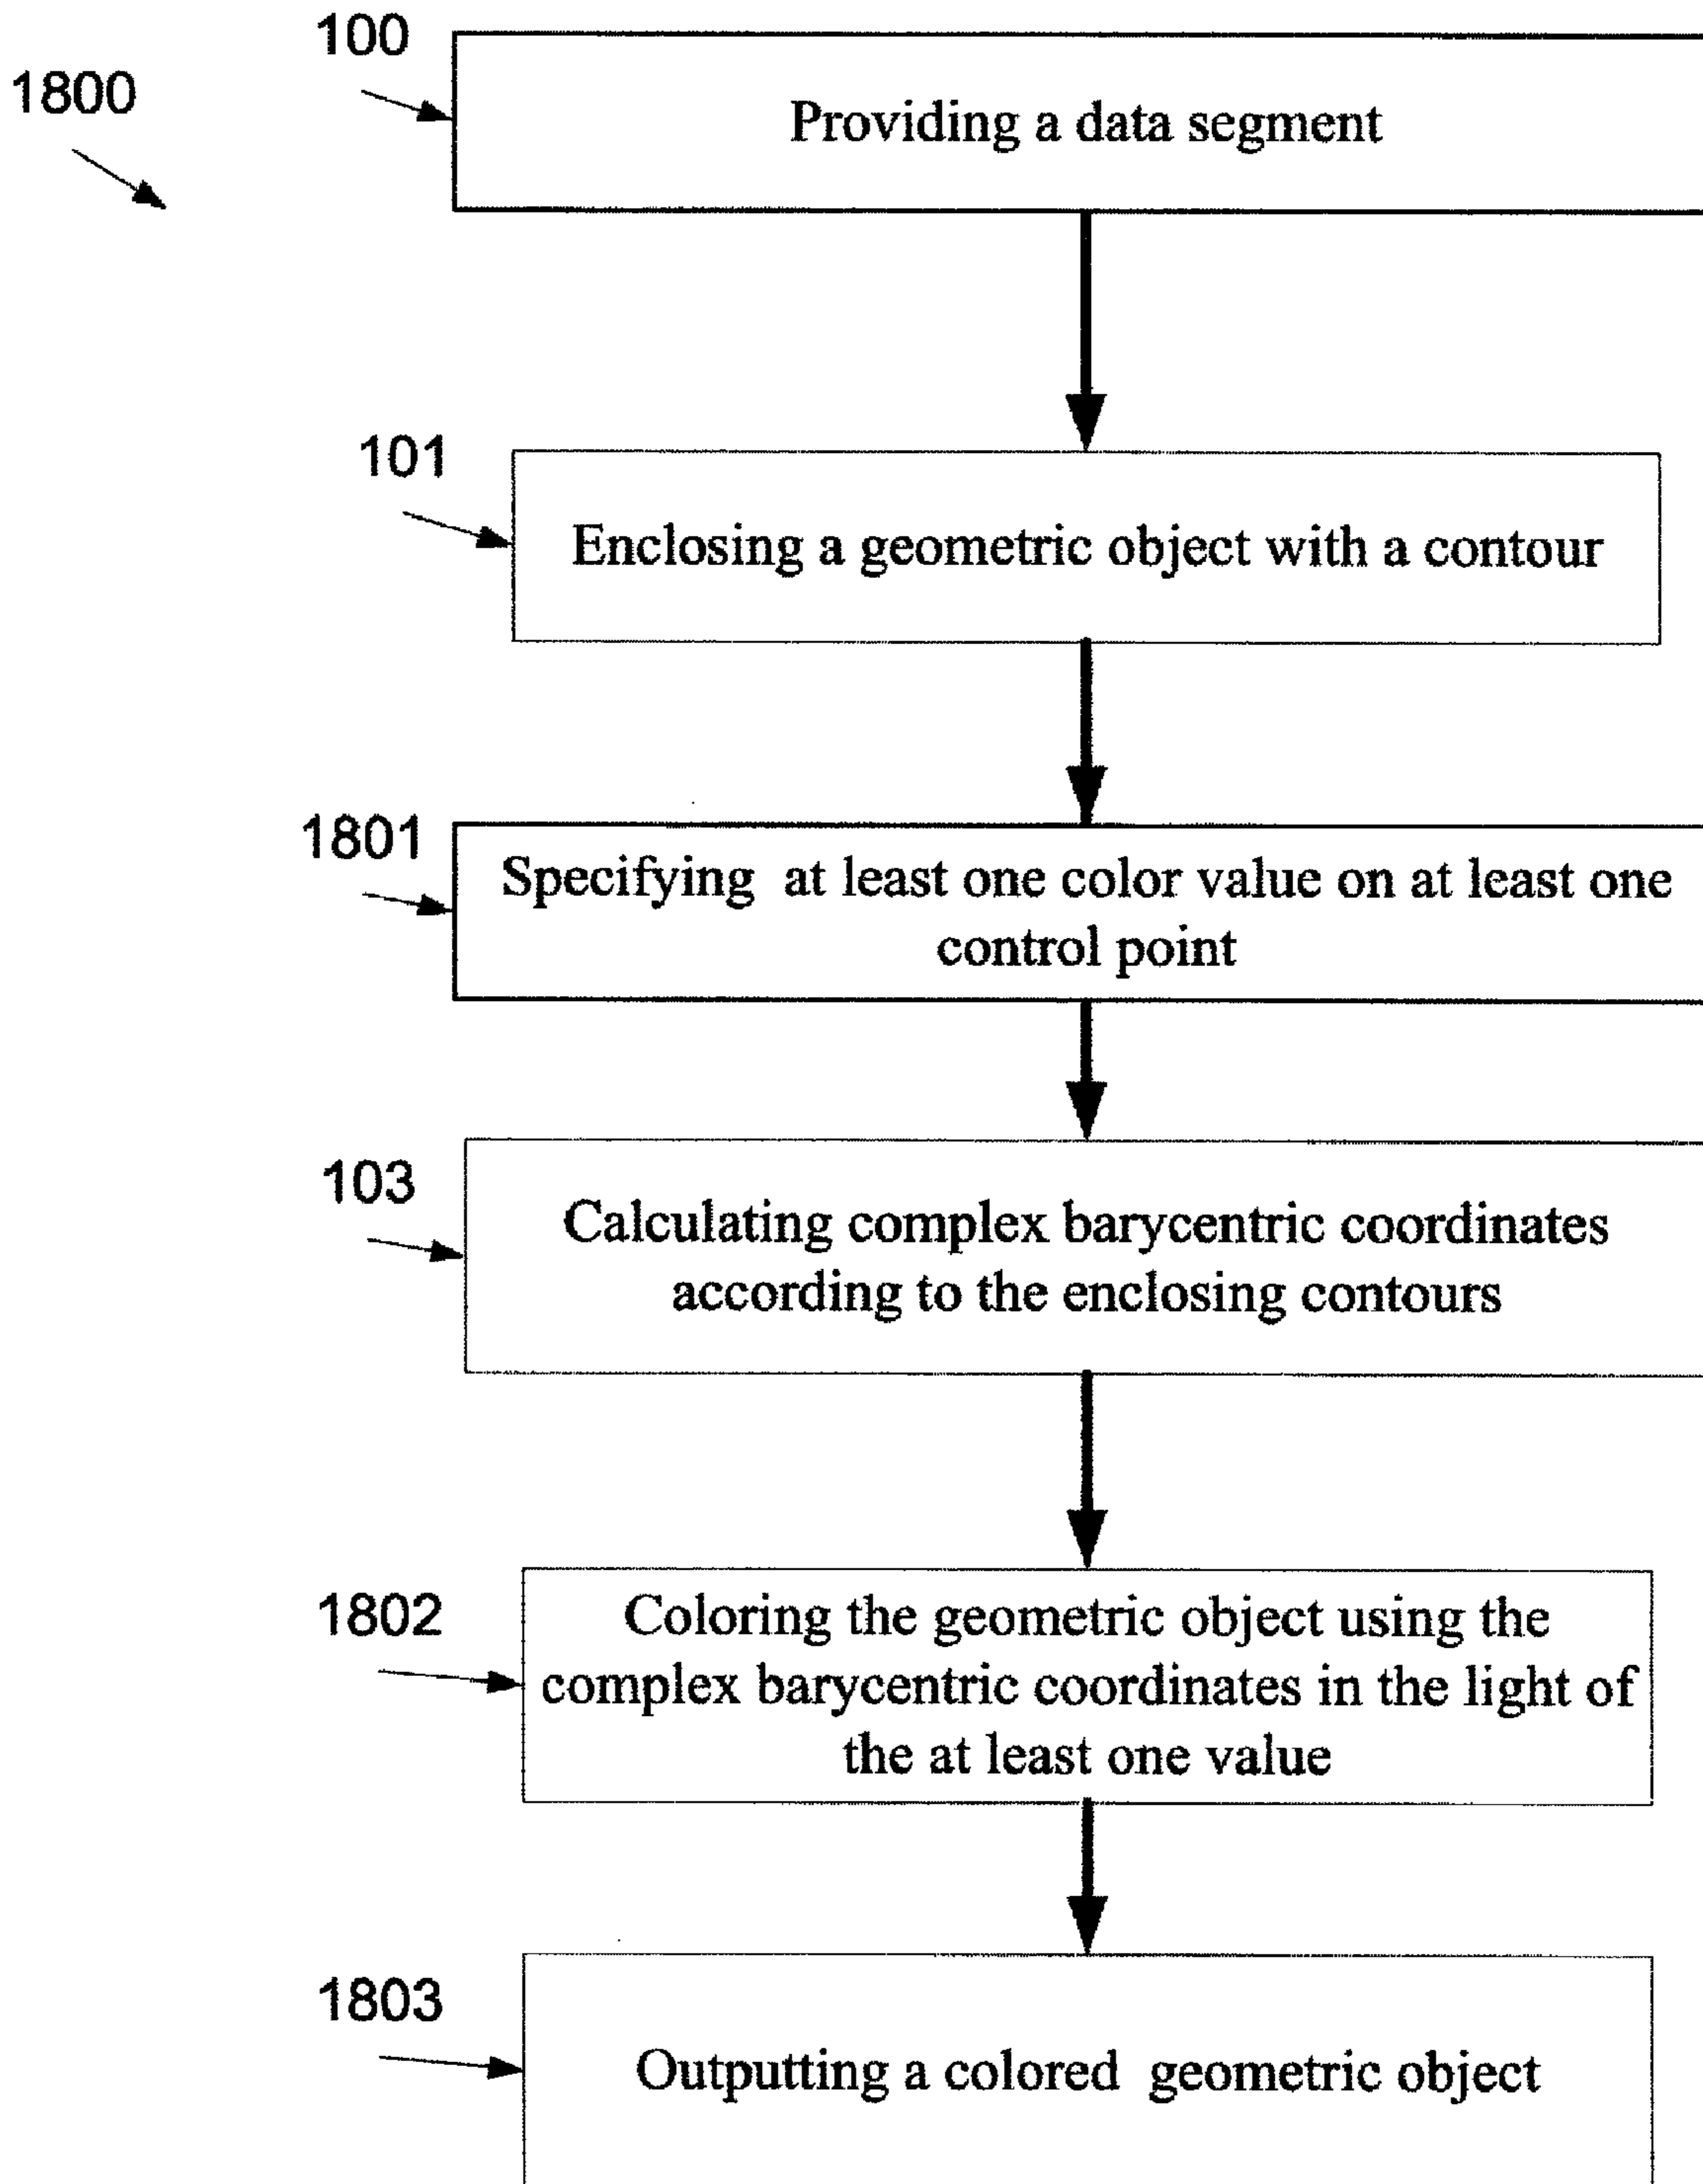 100
1800
Providing a data segment
101
Enclosing a geometric object with a contour
1801
Specifying at least one color value on at least one
control point
103
Calculating complex barycentric coordinates
according to the enclosing contours
1802
Coloring the geometric object using the
complex barycentric coordinates in the light of
the at least one value
1803
Outputting a colored geometric object